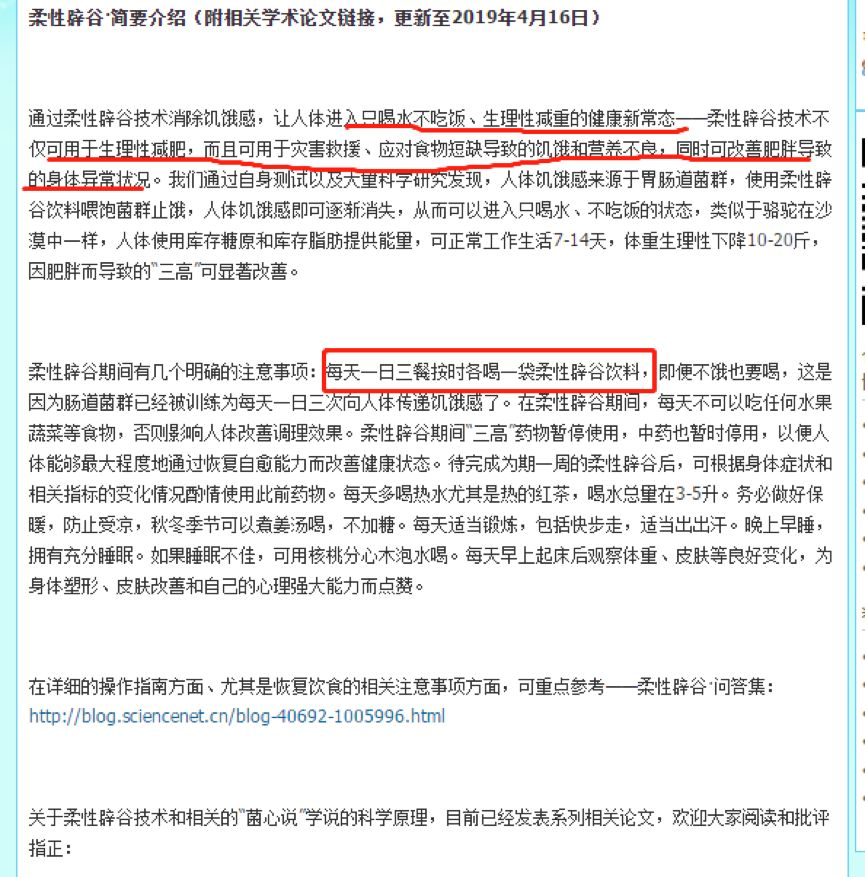 柔性辟谷·简要介绍（附相关学术论文链接，更新至2019年4月16日）
通过柔性辟谷技术消除饥饿感，让人体进入只喝水不吃饭、生理性减重的健康新常态——柔性辟谷技术不
仅可用于生理性减肥，而且可用于灾害救援、应对食物短缺导致的饥饿和营养不良，同时可改善肥胖导致
的身体异常状况。我们通过自身测试以及大量科学研究发现，人体饥饿感来源于胃肠道菌群，使用柔性辟
谷饮料喂饱菌群止饿，人体饥饿感即可逐渐消失，从而可以进入只喝水、不吃饭的状态，类似于骆驼在沙
漠中一样，人体使用库存糖原和库存脂肪提供能量，可正常工作生活7-14天，体重生理性下降10-20斤，
因肥胖而导致的“三高”可显著改善。
柔性辟谷期间有几个明确的注意事项：每天一日三餐按时各喝一袋柔性辟谷饮料，即便不饿也要喝，这是
因为肠道菌群已经被训练为每天一日三次向人体传递饥饿感了。在柔性辟谷期间，每天不可以吃任何水果
蔬菜等食物，否则影响人体改善调理效果。柔性辟谷期间“三高”药物暂停使用，中药也暂时停用，以便人
体能够最大程度地通过恢复自愈能力而改善健康状态。待完成为期一周的柔性辟谷后，可根据身体症状和
相关指标的变化情况酌情使用此前药物。每天多喝热水尤其是热的红茶，喝水总量在3-5升。务必做好保
暖，防止受凉，秋冬季节可以煮姜汤喝，不加糖。每天适当锻炼，包括快步走，适当出出汗。晚上早睡，
拥有充分睡眠。如果睡眠不佳，可用核桃分心木泡水喝。每天早上起床后观察体重、皮肤等良好变化，为
身体塑形、皮肤改善和自己的心理强大能力而点赞。
在详细的操作指南方面、尤其是恢复饮食的相关注意事项方面，可重点参考——柔性辟谷·问答集：
http://blog.sciencenet.cn/blog-40692-1005996.html
关于柔性辟谷技术和相关的“菌心说”学说的科学原理，目前已经发表系列相关论文，欢迎大家阅读和批评
指正：